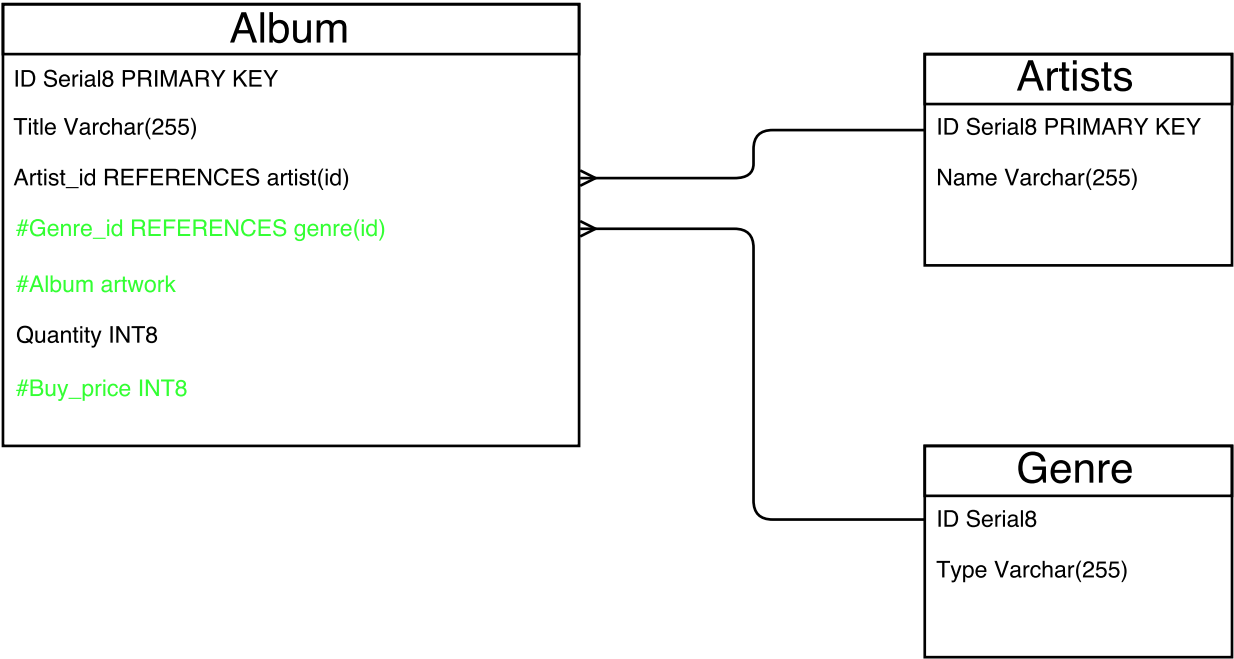 Album
ID Serial8 PRIMARY KEY
Title Varchar(255)
Artist_id REFERENCES artist(id)
#Genre_id REFERENCES genre(id)
#Album artwork
Quantity INT8
#Buy_price INT8
Artists
ID Serial8 PRIMARY KEY
Name Varchar(255)
Genre
ID Serial8
Type Varchar(255)